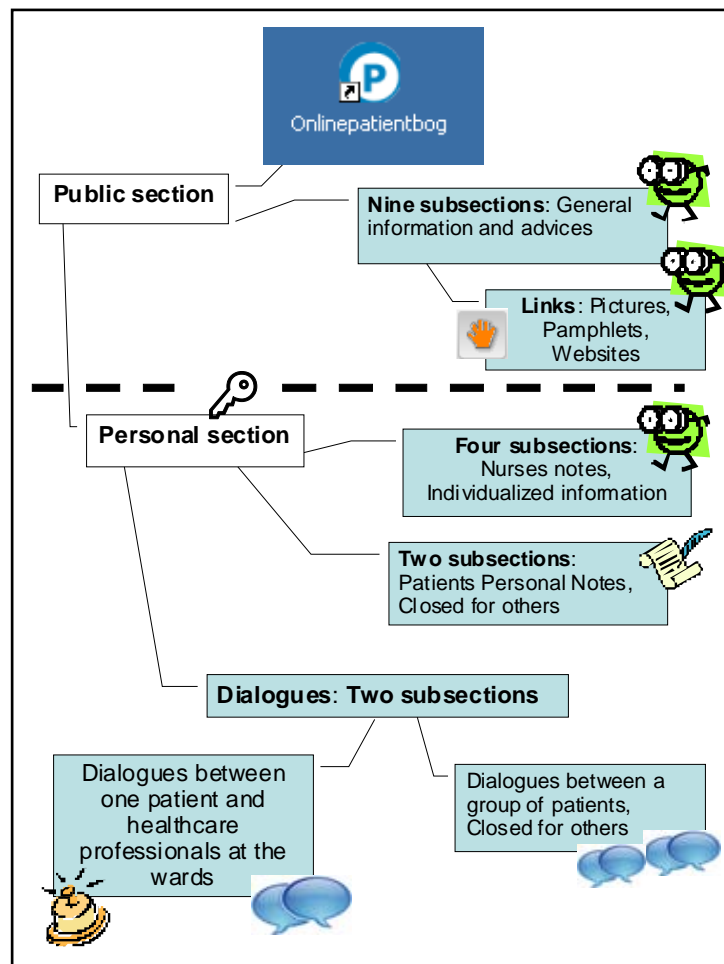 P
Onlinepatientbog
Public section
Nine subsections: General
information and advices
Links: Pictures,
Pamphlets,
Websites
Personal section
Four subsections:
Nurses notes,
Individualized information
Two subsections:
Patients Personal Notes,
Closed for others
Dialogues: Two subsections
Dialogues between
one patient and
healthcare
professionals at the
wards
Dialogues between a
group of patients,
Closed for others